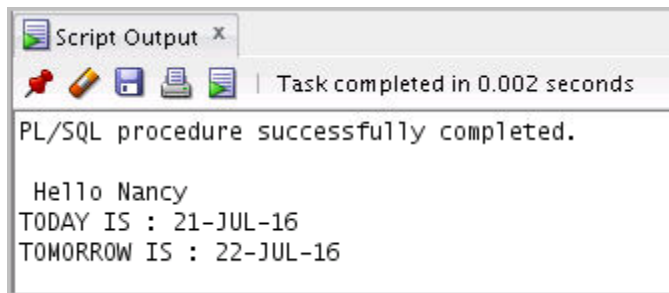 Script Output x
Task completed in 0.002 seconds
PL/SQL procedure successfully completed.
Hello Nancy
TODAY IS : 21-JUL-16
TOMORROW IS : 22-JUL-16